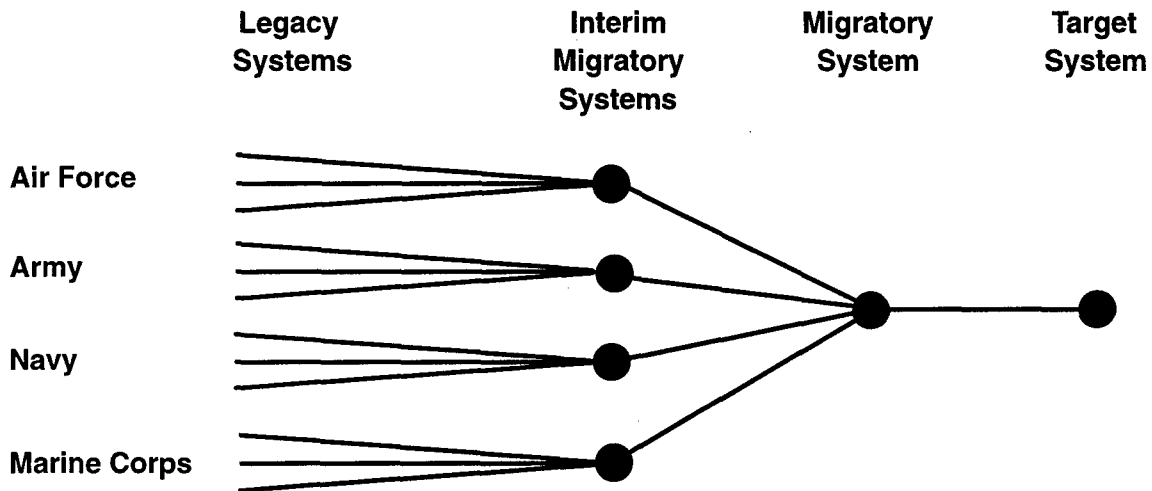 Legacy
Systems
Interim
Migratory
Systems
Migratory
System
Target
System
Air Force
Army
Navy
Marine Corps